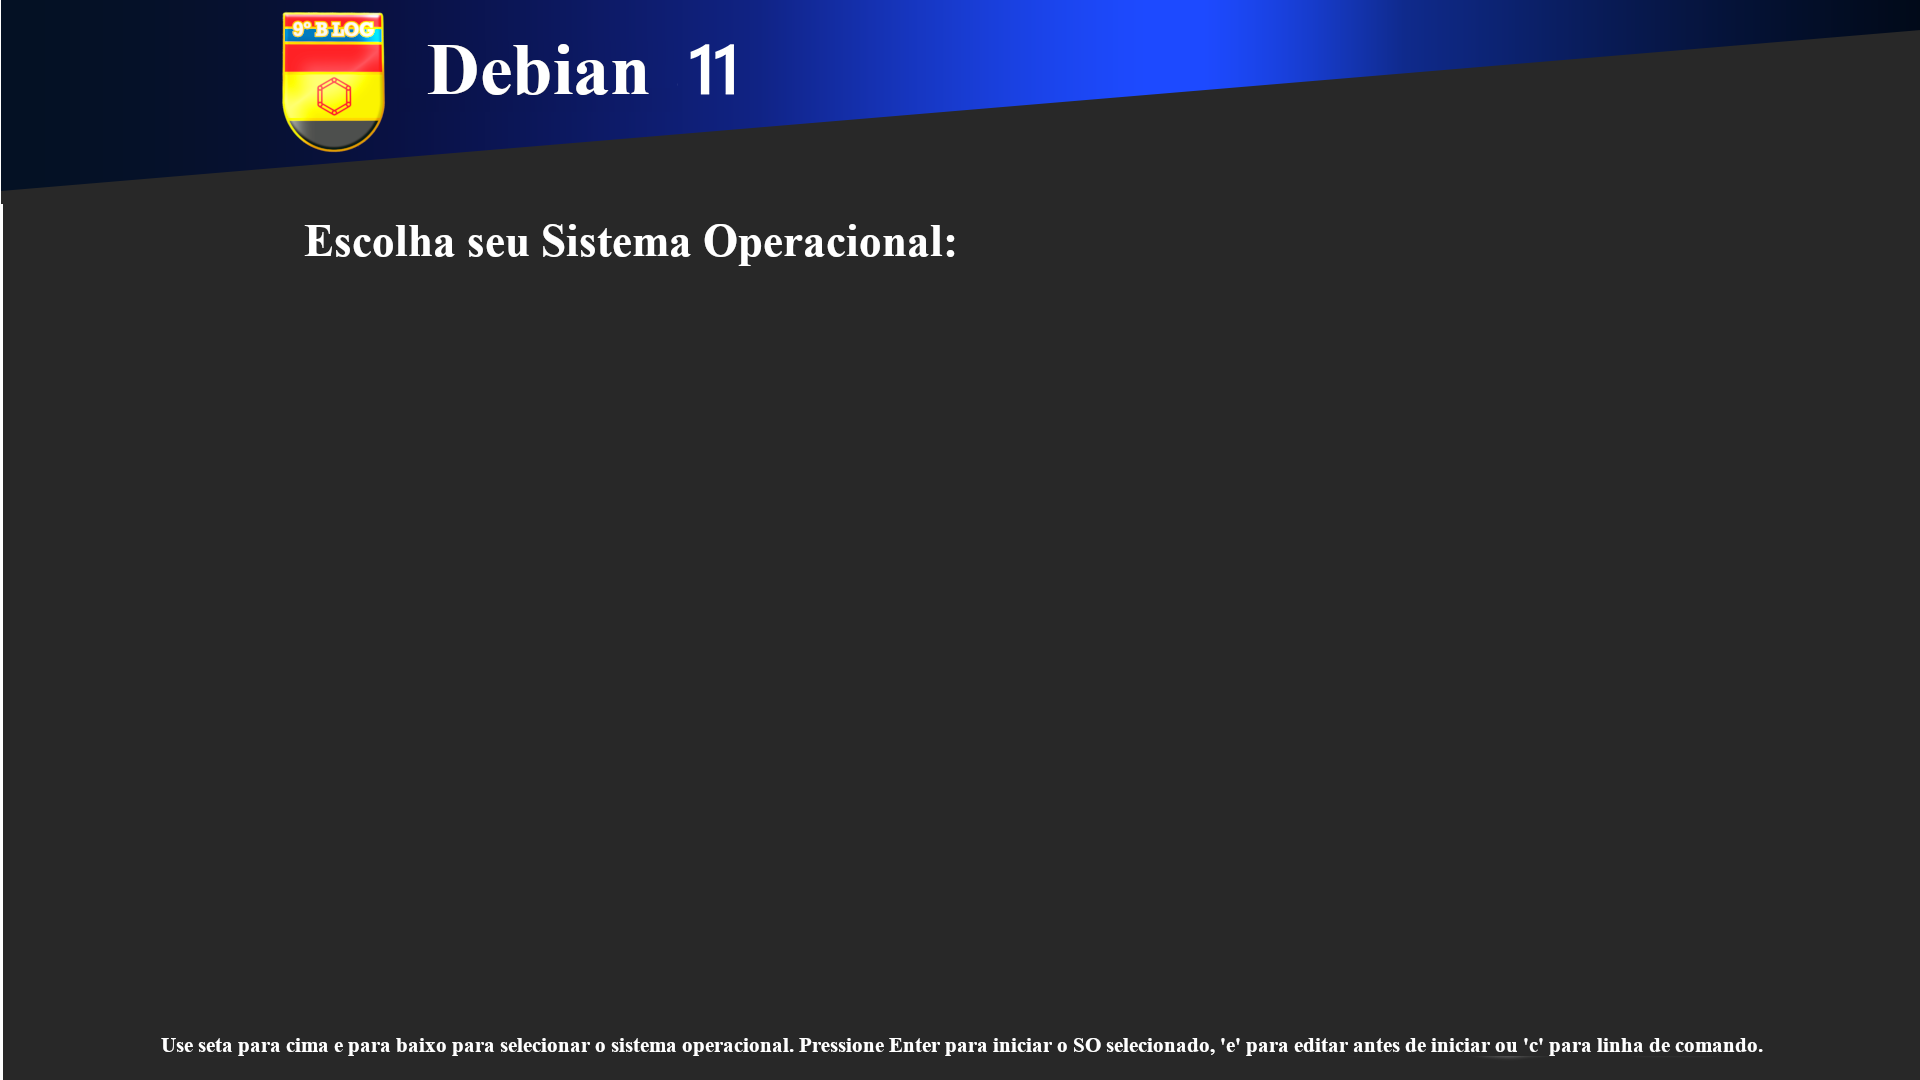 9º B LOG
Debian 11
Escolha seu Sistema Operacional:
Use seta para cima e para baixo para selecionar o sistema operacional. Pressione Enter para iniciar o SO selecionado, 'e' para editar antes de iniciar ou 'c' para linha de comando.